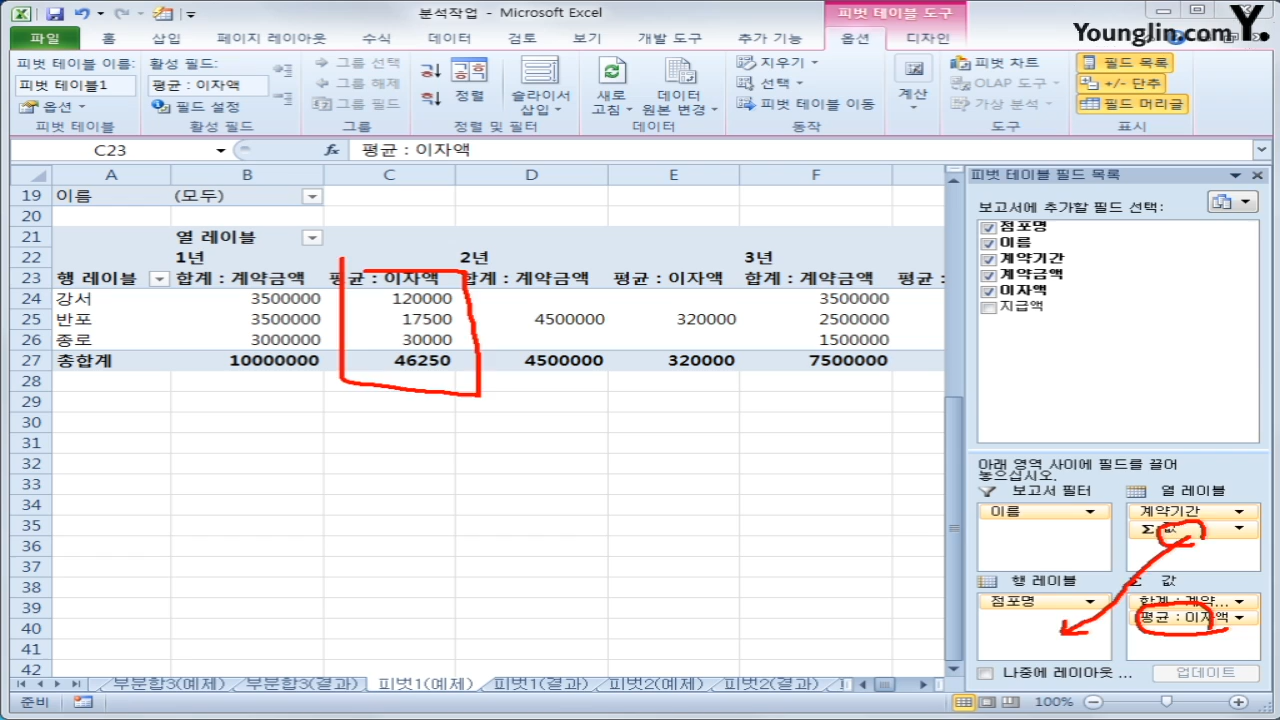 분석작업 - Microsoft Excel
피벗 테이블 도구
Younglin.com Y.
파일 홈 삽입 페이지 레이아웃 수식 데이터 검토 보기 개발 도구 추가 기능 옵션 디자인
피벗 테이블 이름:
피벗 테이블1
옵션
피벗 테이블
활성 필드:
평균 : 이자액
필드 설정
활성 필드
그룹 선택
그룹 해제
그룹 필드
그룹
정렬
슬라이서
삽입
정렬 및 필터
새로
고침
데이터
원본 변경
데이터
지우기
선택
피벗 테이블 이동
동작
계산
피벗 차트
OLAP 도구
가상 분석
도구
필드 목록
+/- 단추
필드 머리글
표시
C23 fx 평균 : 이자액
A B C D E F
19 이름 (모두)
20
21 열 레이블
22 1년 2년 3년
23 행 레이블 합계 : 계약금액 평균 : 이자액 합계 : 계약금액 평균 : 이자액 합계 : 계약금액 평균 :
24 강서 3500000 120000 3500000
25 반포 3500000 17500 4500000 320000 2500000
26 종로 3000000 30000 1500000
27 총합계 10000000 46250 4500000 320000 7500000
28
29
30
31
32
33
34
35
36
37
38
39
40
41
42
피벗 테이블 필드 목록
보고서에 추가할 필드 선택:
점포명
이름
계약기간
계약금액
이자액
지급액
아래 영역 사이에 필드를 끌어
놓으십시오.
보고서 필터 열 레이블
이름 계약기간
Σ 값
행 레이블 Σ 값
점포명 합계 : 계약...
평균 : 이자액
나중에 레이아웃 ... 업데이트
부분합3(예제) 부분합3(결과) 피벗1(예제) 피벗1(결과) 피벗2(예제) 피벗2(결과)
준비 100%